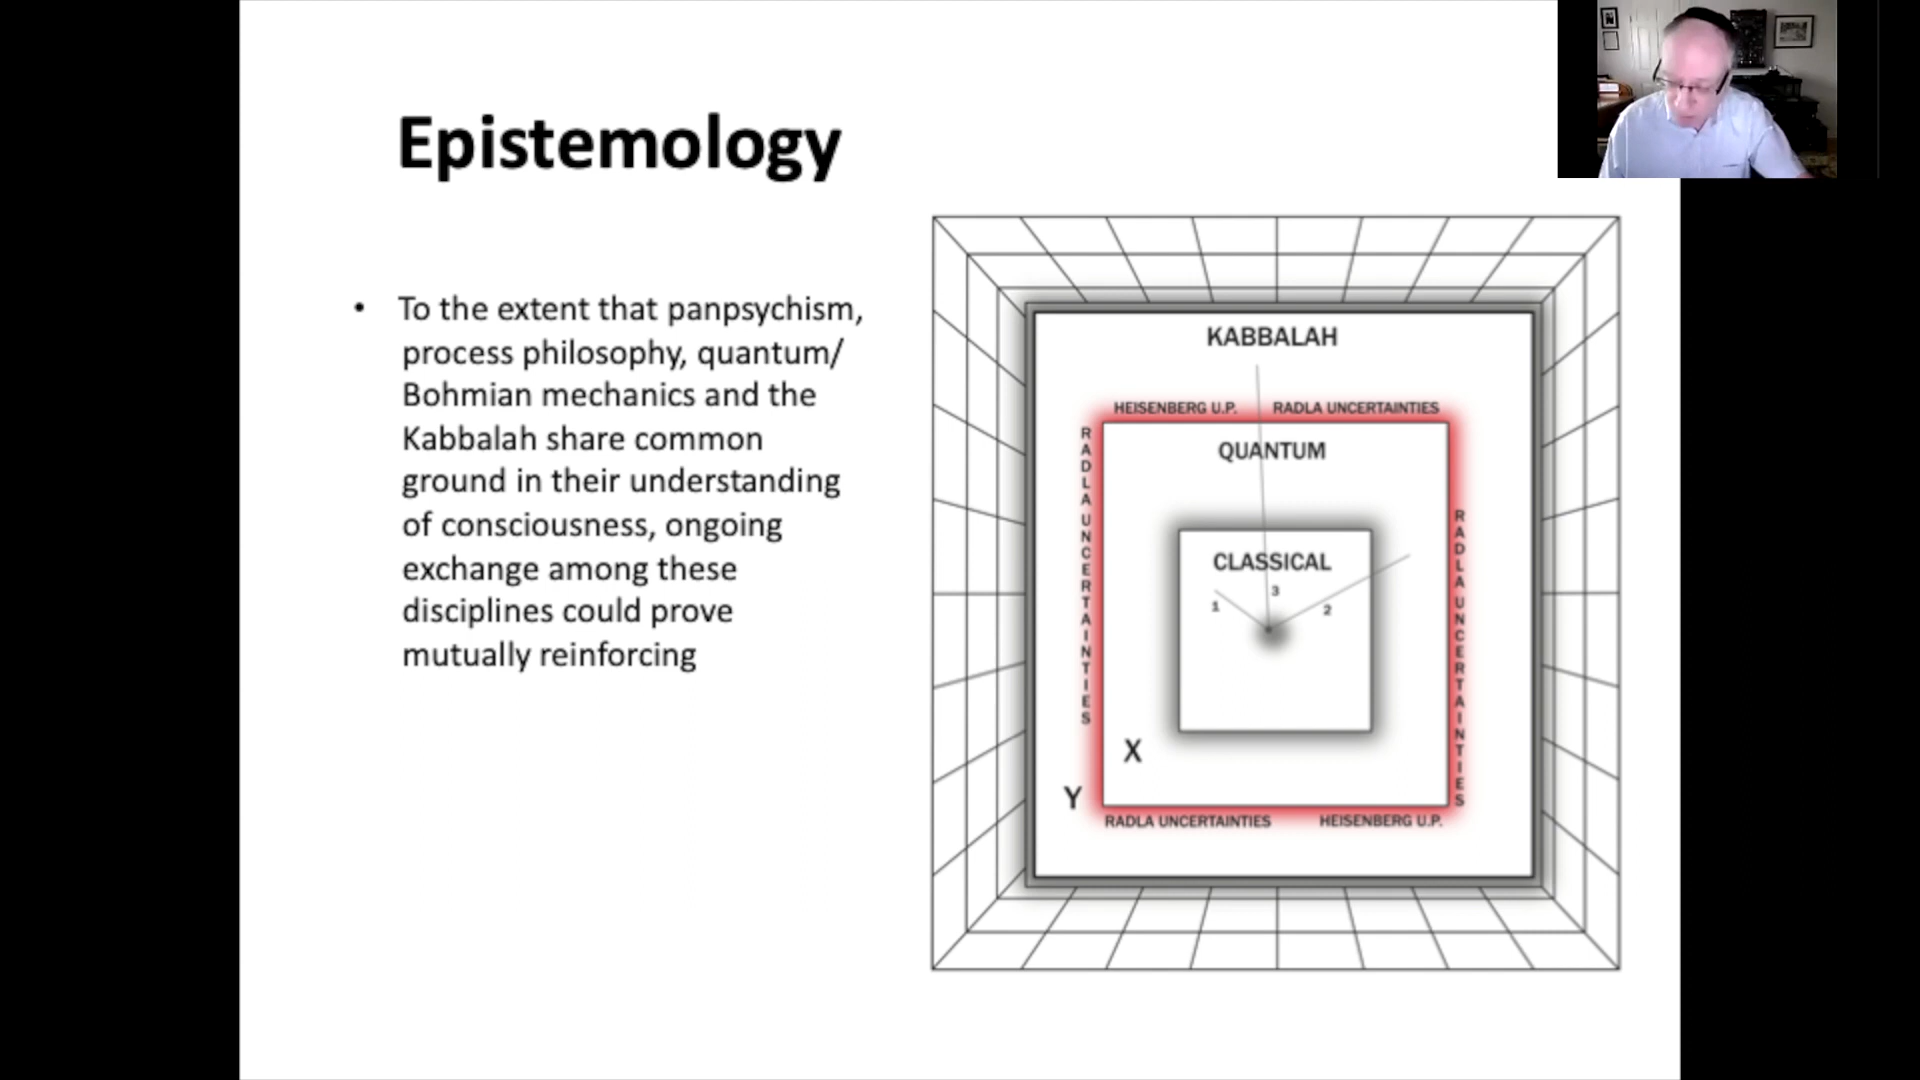 Epistemology
• To the extent that panpsychism,
process philosophy, quantum/
Bohmian mechanics and the
Kabbalah share common
ground in their understanding
of consciousness, ongoing
exchange among these
disciplines could prove
mutually reinforcing
KABBALAH
HEISENBERG U.P. RADLA UNCERTAINTIES
RADLA UNCERTAINTIES
QUANTUM
CLASSICAL
1
3
2
RADLA UNCERTAINTIES
X
Y
RADLA UNCERTAINTIES HEISENBERG U.P.